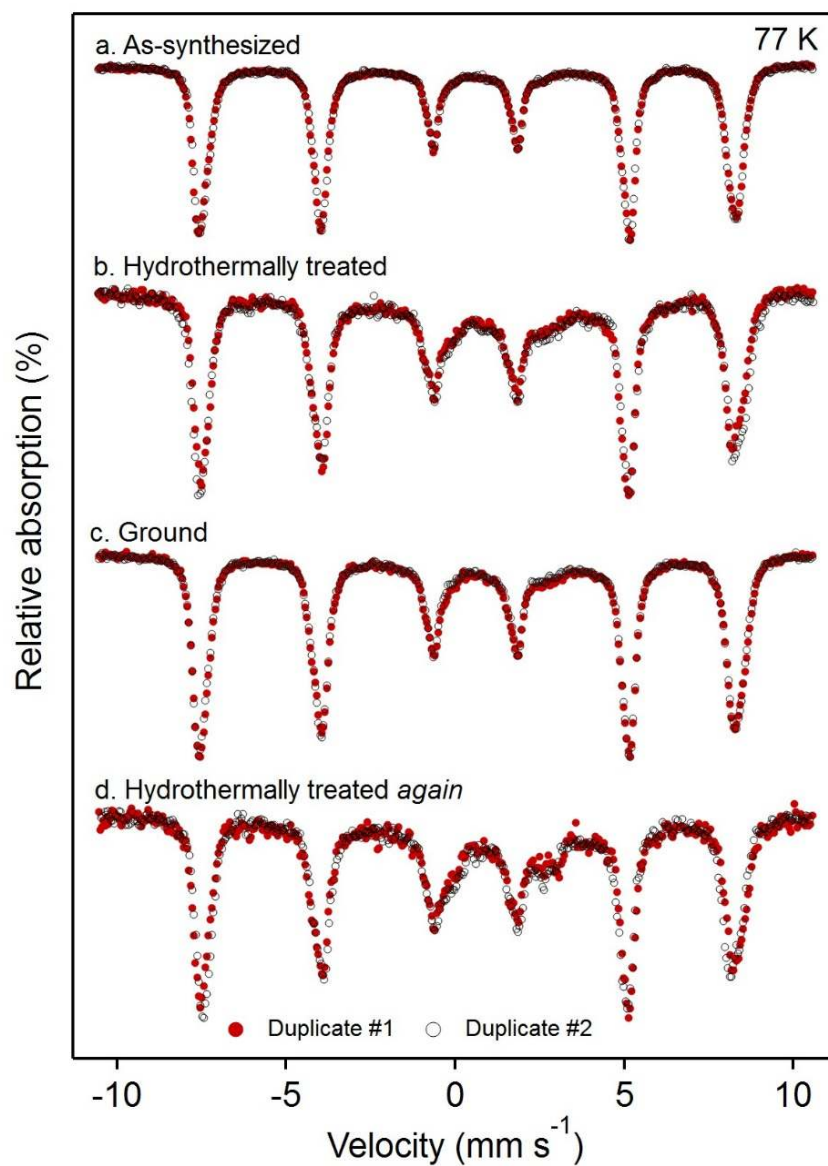 a. As-synthesized
77 K
b. Hydrothermally treated
c. Ground
d. Hydrothermally treated again
Duplicate #1
Duplicate #2
Relative absorption (%)
-10 -5 0 5 10
Velocity (mm s⁻¹)